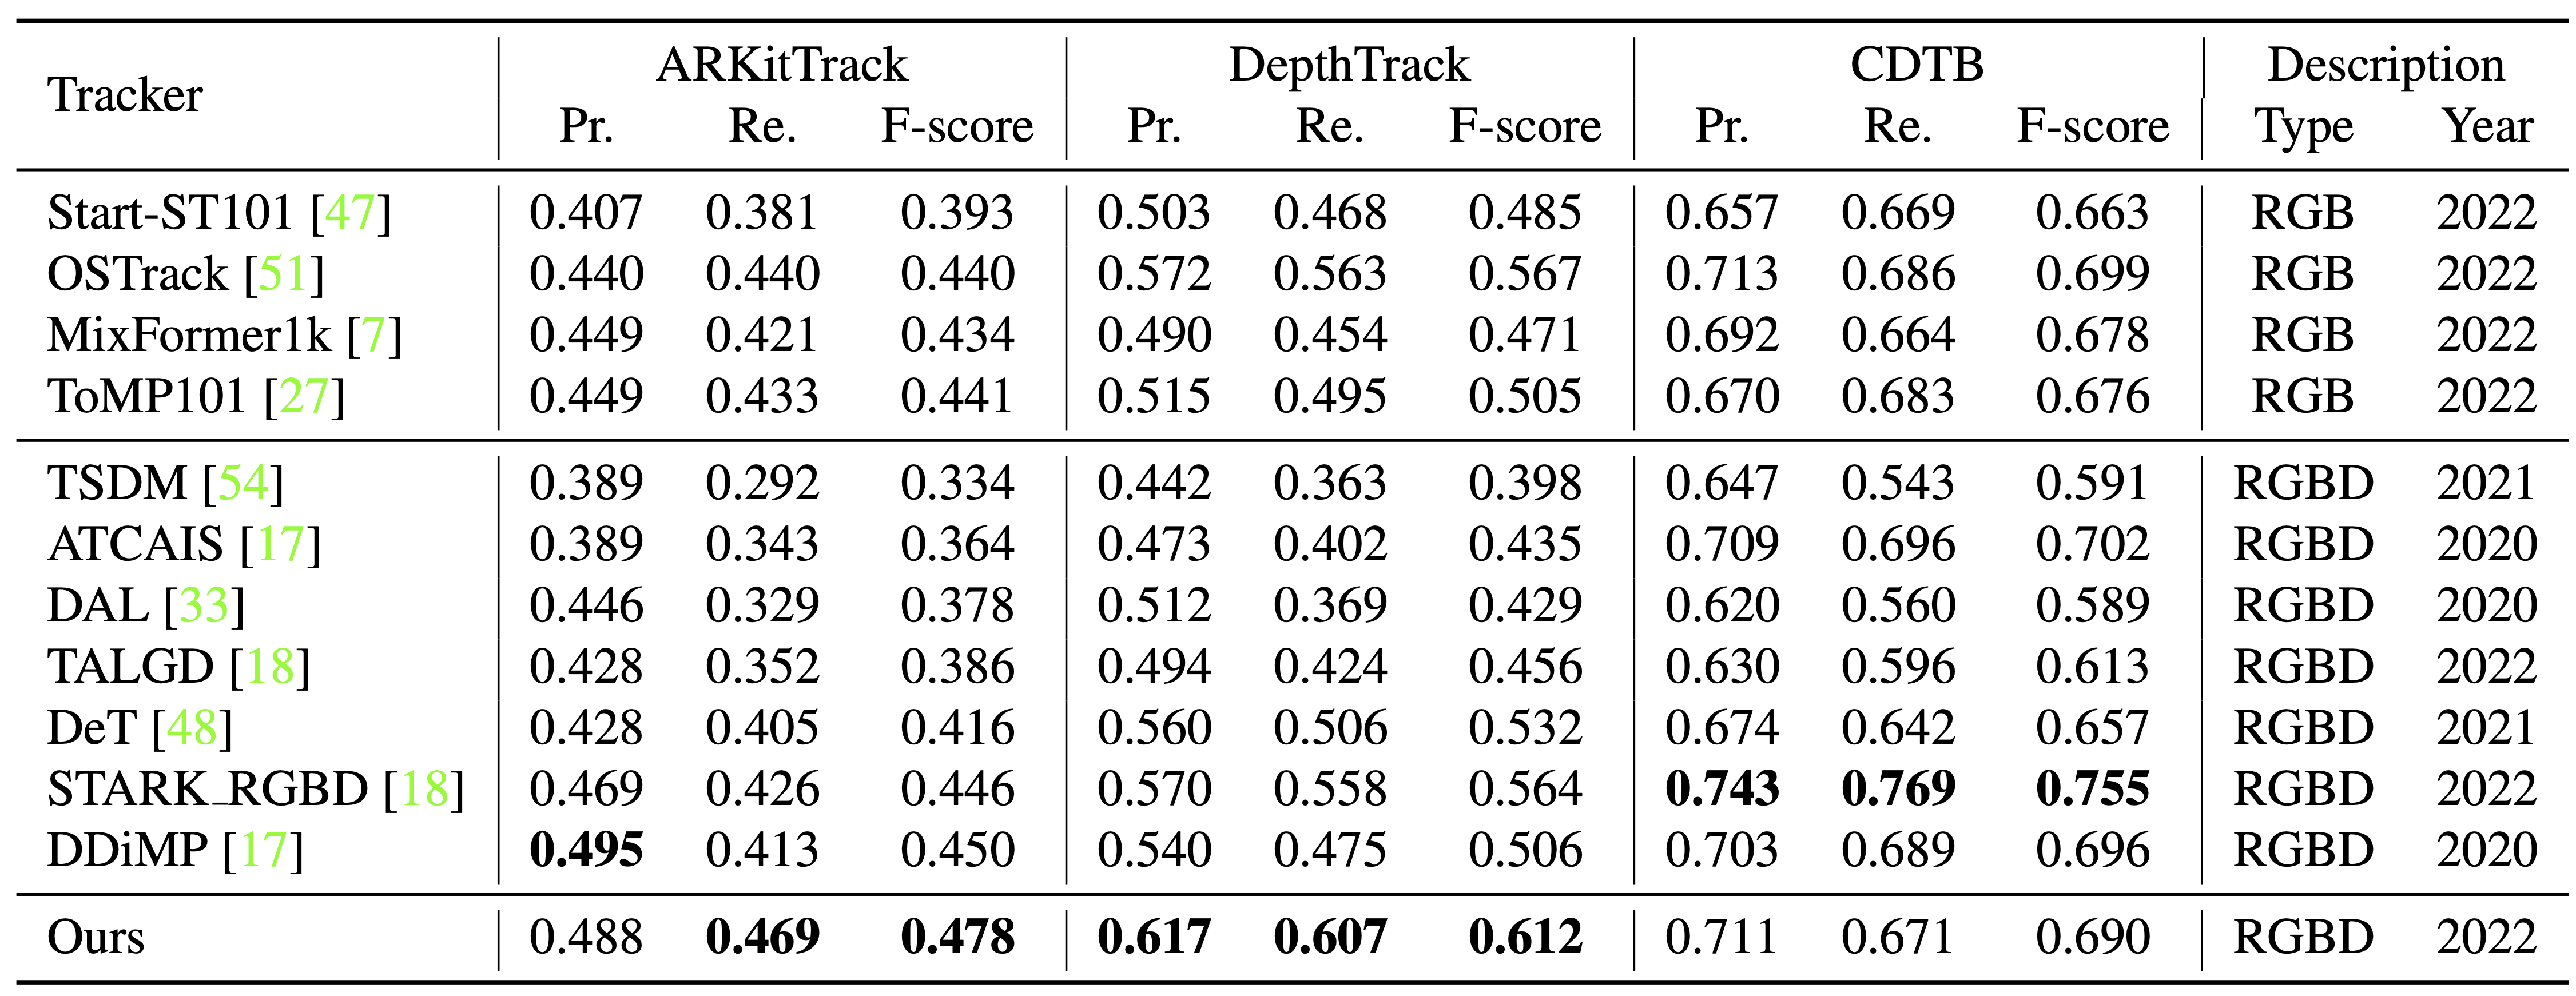 Tracker ARKitTrack DepthTrack CDTB Description
Pr. Re. F-score Pr. Re. F-score Pr. Re. F-score Type Year
Start-ST101 [47] 0.407 0.381 0.393 0.503 0.468 0.485 0.657 0.669 0.663 RGB 2022
OSTrack [51] 0.440 0.440 0.440 0.572 0.563 0.567 0.713 0.686 0.699 RGB 2022
MixFormer1k [7] 0.449 0.421 0.434 0.490 0.454 0.471 0.692 0.664 0.678 RGB 2022
ToMP101 [27] 0.449 0.433 0.441 0.515 0.495 0.505 0.670 0.683 0.676 RGB 2022
TSDM [54] 0.389 0.292 0.334 0.442 0.363 0.398 0.647 0.543 0.591 RGBD 2021
ATCAIS [17] 0.389 0.343 0.364 0.473 0.402 0.435 0.709 0.696 0.702 RGBD 2020
DAL [33] 0.446 0.329 0.378 0.512 0.369 0.429 0.620 0.560 0.589 RGBD 2020
TALGD [18] 0.428 0.352 0.386 0.494 0.424 0.456 0.630 0.596 0.613 RGBD 2022
DeT [48] 0.428 0.405 0.416 0.560 0.506 0.532 0.674 0.642 0.657 RGBD 2021
STARK_RGBD [18] 0.469 0.426 0.446 0.570 0.558 0.564 0.743 0.769 0.755 RGBD 2022
DDiMP [17] 0.495 0.413 0.450 0.540 0.475 0.506 0.703 0.689 0.696 RGBD 2020
Ours 0.488 0.469 0.478 0.617 0.607 0.612 0.711 0.671 0.690 RGBD 2022